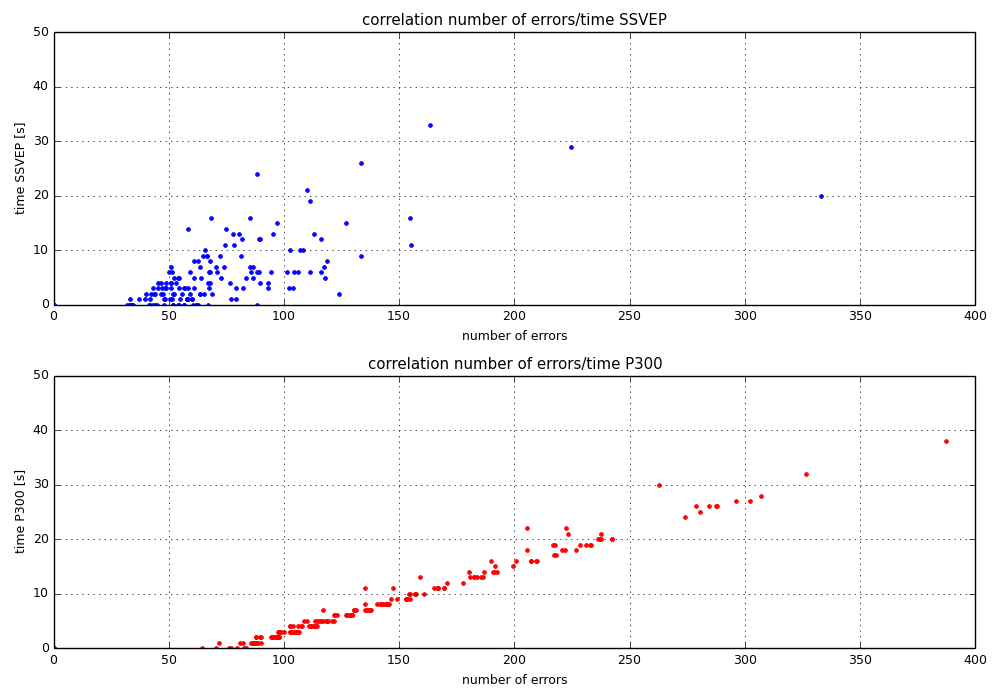 correlation number of errors/time SSVEP
50
40
30
20
10
0
time SSVEP [s]
0 50 100 150 200 250 300 350 400
number of errors
correlation number of errors/time P300
50
40
30
20
10
0
time P300 [s]
0 50 100 150 200 250 300 350 400
number of errors